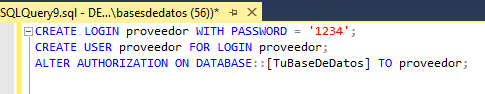 SQLQuery9.sql - DE...\basesdedatos (56))*
CREATE LOGIN proveedor WITH PASSWORD = '1234';
CREATE USER proveedor FOR LOGIN proveedor;
ALTER AUTHORIZATION ON DATABASE::[TuBaseDeDatos] TO proveedor;